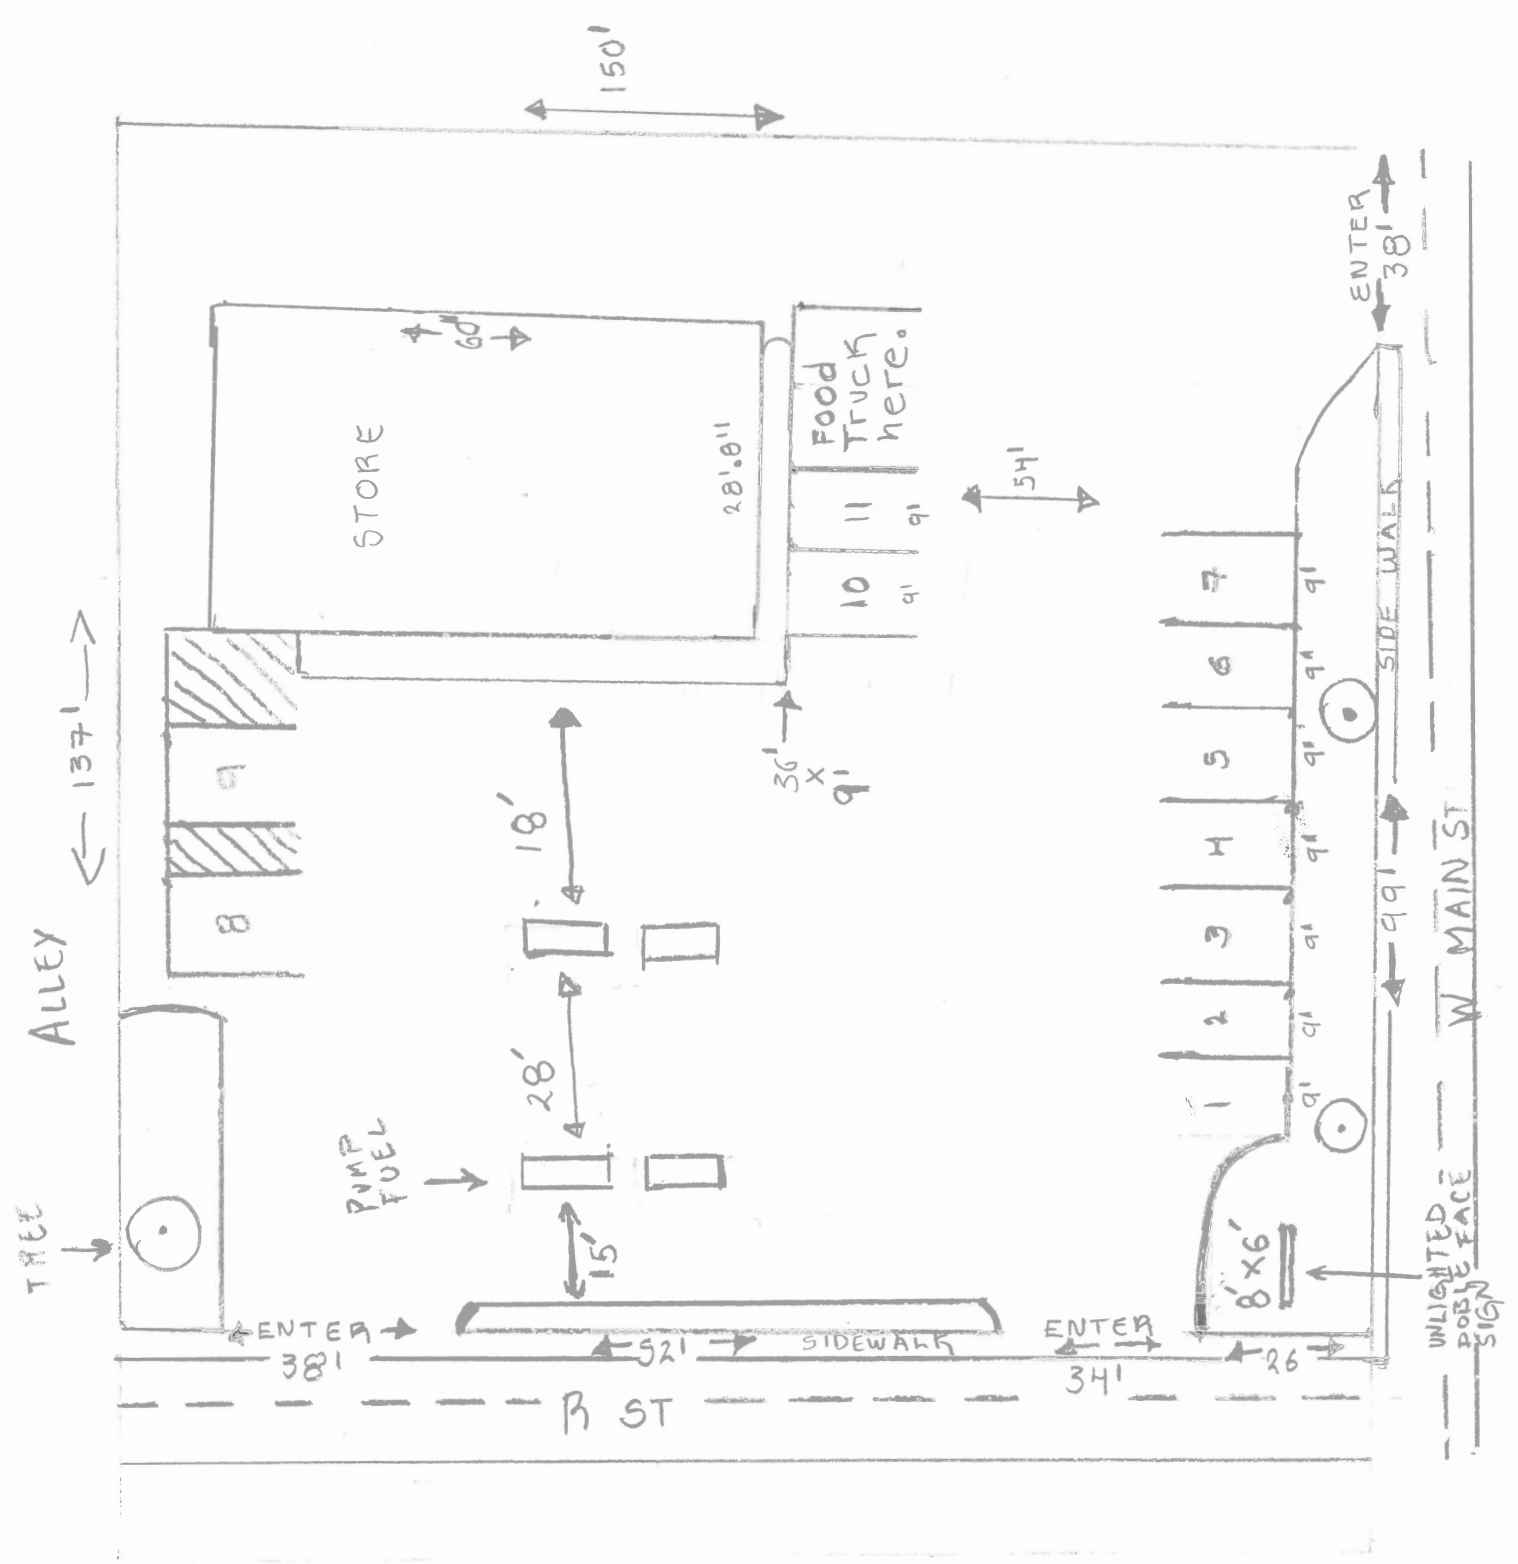 150'
ENTER
38'
60'
STORE
28'.8"
Food
Truck
here.
11
9'
10
9'
54'
36'
X
9'
7
9'
6
9'
5
9'
4
9'
3
9'
2
9'
1
9'
SIDE WALK
99'
W MAIN ST
137'
ALLEY
9
8
18'
28'
PUMP
FUEL
15'
TREE
ENTER
38'
52'
SIDEWALK
ENTER
34'
26
R ST
8' X6'
UNLIGHTED
DOBLE FACE
SIGN